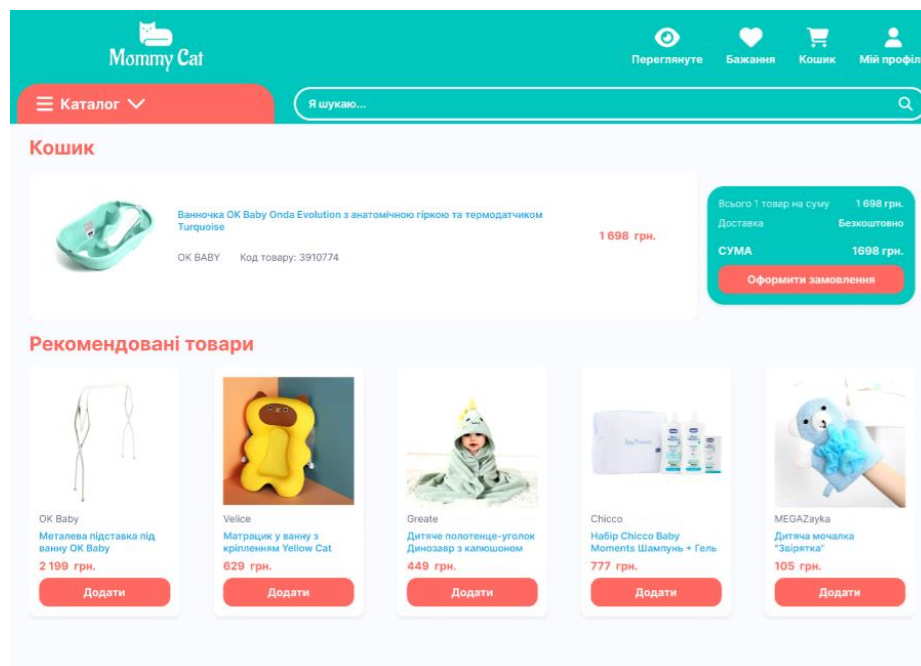 Mommy Cat
Переглянуте
Бажання
Кошик
Мій профіль
Каталог
Я шукаю...
Кошик
Ванночка OK Baby Onda Evolution з анатомічною гіркою та термодатчиком
Turquoise
OK BABY Код товару: 3910774
1 698 грн.
Всього 1 товар на суму 1 698 грн.
Доставка Безкоштовно
СУМА 1698 грн.
Оформити замовлення
Рекомендовані товари
OK Baby
Металева підставка під
ванну OK Baby
2 199 грн.
Додати
Velice
Матрацик у ванну з
кріпленням Yellow Cat
629 грн.
Додати
Greate
Дитяче полотенце-уголок
Динозавр з капюшоном
449 грн.
Додати
Chicco
Набір Chicco Baby
Moments Шампунь + Гель
777 грн.
Додати
MEGAZayka
Дитяча мочалка
"Звірятка"
105 грн.
Додати